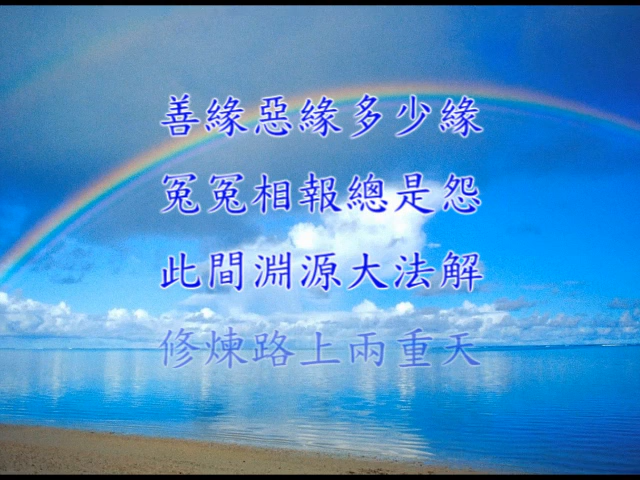 善緣惡緣多少緣
冤冤相報總是怨
此間淵源大法解
修煉路上兩重天